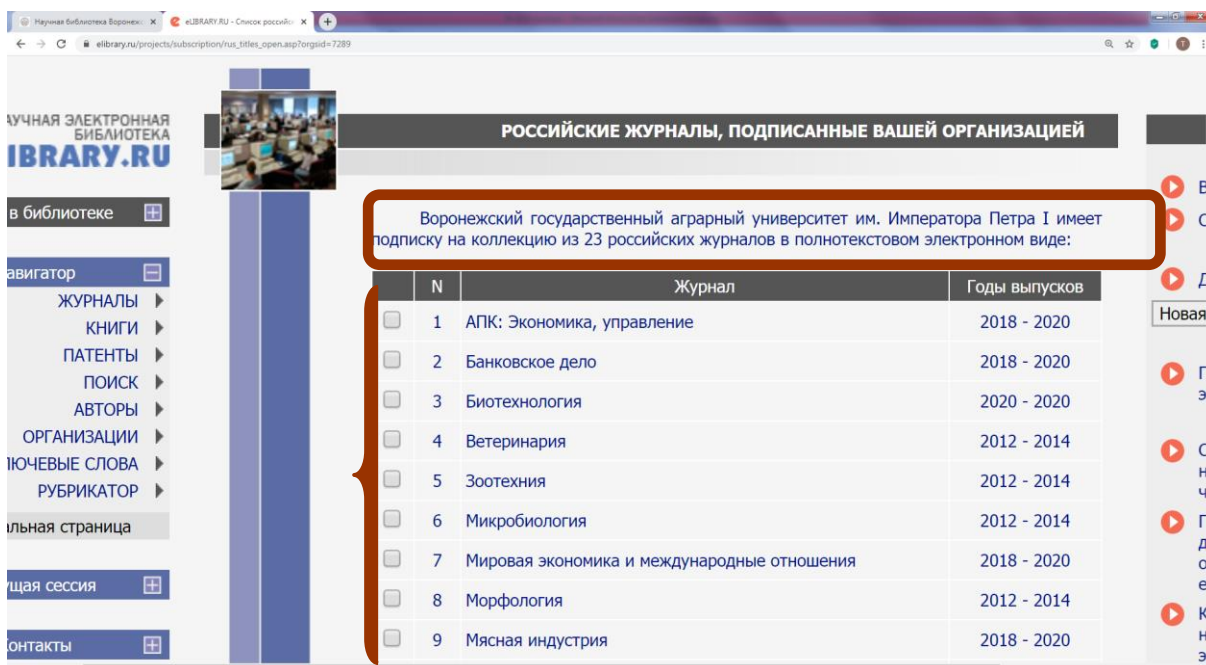 Научная библиотека Воронеж
eLIBRARY.RU - Список российс
elibrary.ru/projects/subscription/rus_titles_open.asp?orgsid=7289
АУЧНАЯ ЭЛЕКТРОННАЯ
БИБЛИОТЕКА
IBRARY.RU
в библиотеке
авигатор
ЖУРНАЛЫ
КНИГИ
ПАТЕНТЫ
ПОИСК
АВТОРЫ
ОРГАНИЗАЦИИ
ЛЮЧЕВЫЕ СЛОВА
РУБРИКАТОР
альная страница
ущая сессия
Контакты
РОССИЙСКИЕ ЖУРНАЛЫ, ПОДПИСАННЫЕ ВАШЕЙ ОРГАНИЗАЦИЕЙ
Воронежский государственный аграрный университет им. Императора Петра I имеет
подписку на коллекцию из 23 российских журналов в полнотекстовом электронном виде:
N Журнал Годы выпусков
1 АПК: Экономика, управление 2018 - 2020
2 Банковское дело 2018 - 2020
3 Биотехнология 2020 - 2020
4 Ветеринария 2012 - 2014
5 Зоотехния 2012 - 2014
6 Микробиология 2012 - 2014
7 Мировая экономика и международные отношения 2018 - 2020
8 Морфология 2012 - 2014
9 Мясная индустрия 2018 - 2020
Новая